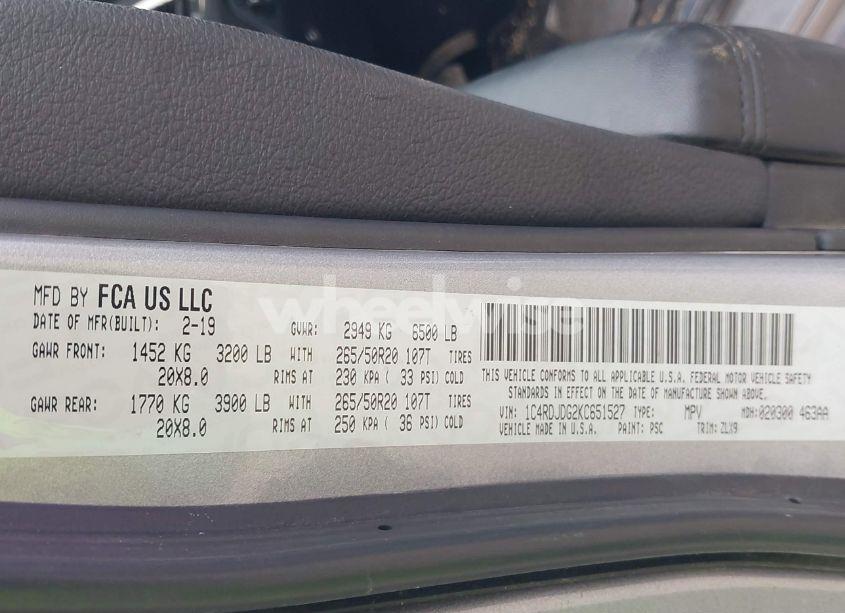 MFD BY FCA US LLC
DATE OF MFR(BUILT): 2-19 GVWR: 2949 KG 6500 LB
GAWR FRONT: 1452 KG 3200 LB WITH 265/50R20 107T TIRES
20X8.0 RIMS AT 230 KPA ( 33 PSI) COLD
GAWR REAR: 1770 KG 3900 LB WITH 265/50R20 107T TIRES
20X8.0 RIMS AT 250 KPA ( 36 PSI) COLD
THIS VEHICLE CONFORMS TO ALL APPLICABLE U.S.A. FEDERAL MOTOR VEHICLE SAFETY
STANDARDS IN EFFECT ON THE DATE OF MANUFACTURE SHOWN ABOVE.
VIN: 1C4RDJDG2KC651527 TYPE: MPV MDH:020300 463AA
VEHICLE MADE IN U.S.A. PAINT: PSC TRIM: ZLX9
wheelwise